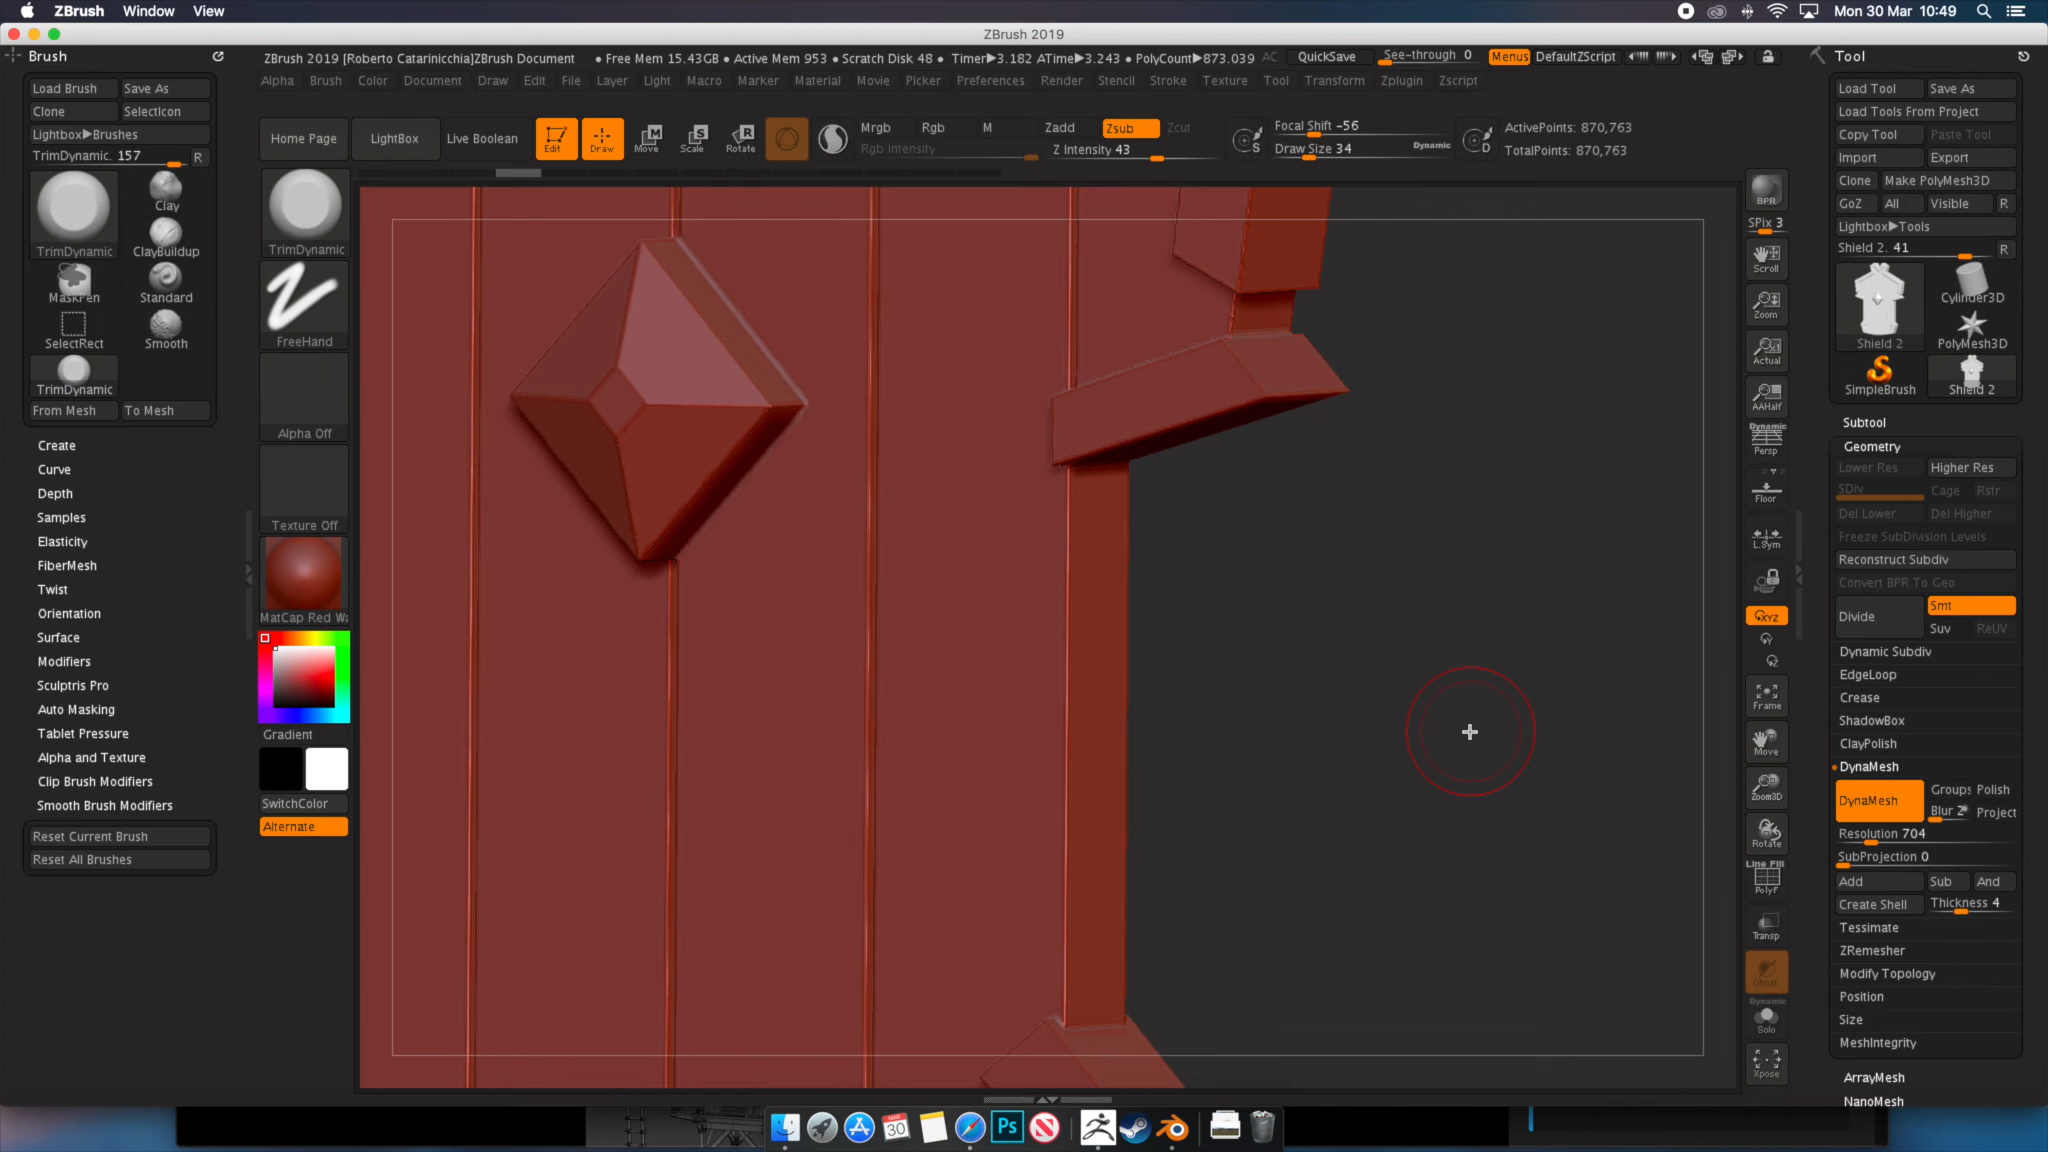 ZBrush Window View Mon 30 Mar 10:49
ZBrush 2019
Brush
ZBrush 2019 [Roberto Catarinicchia]ZBrush Document • Free Mem 15.43GB • Active Mem 953 • Scratch Disk 48 • Timer▶3.182 ATime▶3.243 • PolyCount▶873.039 AC QuickSave See-through 0 Menus DefaultZScript
Tool
Alpha Brush Color Document Draw Edit File Layer Light Macro Marker Material Movie Picker Preferences Render Stencil Stroke Texture Tool Transform Zplugin Zscript
Load Brush Save As
Clone SelectIcon
Lightbox▶Brushes
TrimDynamic. 157 R
TrimDynamic
Clay
ClayBuildup
MaskPen
Standard
SelectRect
Smooth
TrimDynamic
From Mesh To Mesh
Create
Curve
Depth
Samples
Elasticity
FiberMesh
Twist
Orientation
Surface
Modifiers
Sculptris Pro
Auto Masking
Tablet Pressure
Alpha and Texture
Clip Brush Modifiers
Smooth Brush Modifiers
Reset Current Brush
Reset All Brushes
Home Page LightBox Live Boolean
Edit Draw Move Scale Rotate
Mrgb Rgb M
Rgb Intensity
Zadd Zsub Zcut
Z Intensity 43
S
Focal Shift -56
Draw Size 34 Dynamic
D
ActivePoints: 870,763
TotalPoints: 870,763
TrimDynamic
FreeHand
Alpha Off
Texture Off
MatCap Red Wa
Gradient
SwitchColor
Alternate
BPR
SPix 3
Scroll
Zoom
Actual
AAHalf
Dynamic
Persp
Floor
L.Sym
XYZ
Y
Z
Frame
Move
Zoom3D
Rotate
Line Fill
PolyF
Transp
Ghost
Dynamic
Solo
Xpose
Load Tool Save As
Load Tools From Project
Copy Tool Paste Tool
Import Export
Clone Make PolyMesh3D
GoZ All Visible R
Lightbox▶Tools
Shield 2. 41 R
Shield 2
Cylinder3D
PolyMesh3D
SimpleBrush
Shield 2
Subtool
Geometry
Lower Res Higher Res
SDiv Cage Rstr
Del Lower Del Higher
Freeze SubDivision Levels
Reconstruct Subdiv
Convert BPR To Geo
Divide Smt
Suv ReUV
Dynamic Subdiv
EdgeLoop
Crease
ShadowBox
ClayPolish
DynaMesh
DynaMesh Groups Polish
Blur 2 Project
Resolution 704
SubProjection 0
Add Sub And
Create Shell Thickness 4
Tessimate
ZRemesher
Modify Topology
Position
Size
MeshIntegrity
ArrayMesh
NanoMesh
MAR
30
Ps